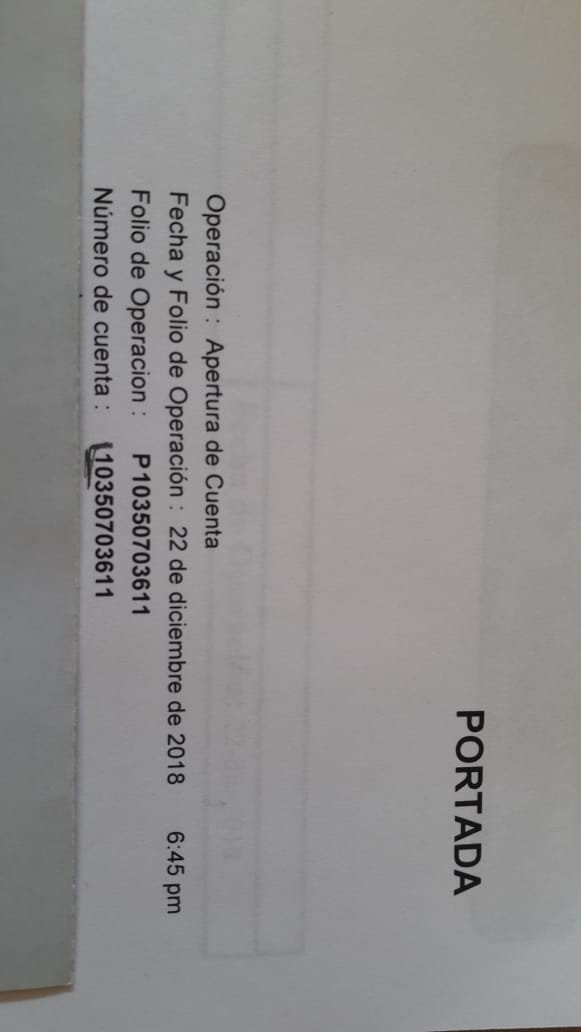 PORTADA
Operación : Apertura de Cuenta
Fecha y Folio de Operación : 22 de diciembre de 2018 6:45 pm
Folio de Operacion : P10350703611
Número de cuenta : 10350703611